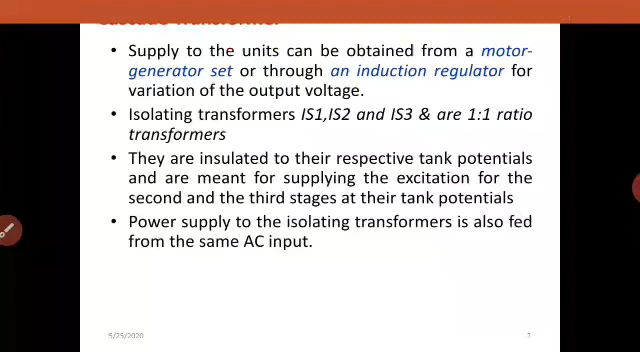 Cascade Transformer
• Supply to the units can be obtained from a motor-
generator set or through an induction regulator for
variation of the output voltage.
• Isolating transformers IS1,IS2 and IS3 & are 1:1 ratio
transformers
• They are insulated to their respective tank potentials
and are meant for supplying the excitation for the
second and the third stages at their tank potentials
• Power supply to the isolating transformers is also fed
from the same AC input.
5/25/2020
7